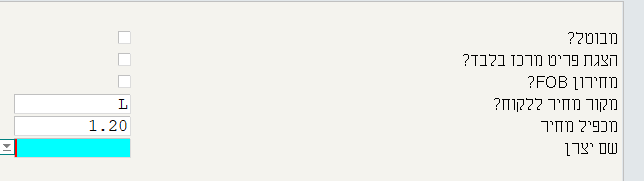 מבוטל?
הצגת פריט מרכז בלבד?
מחירון FOB?
מקור מחיר ללקוח? L
מכפיל מחיר 1.20
שם יצרן